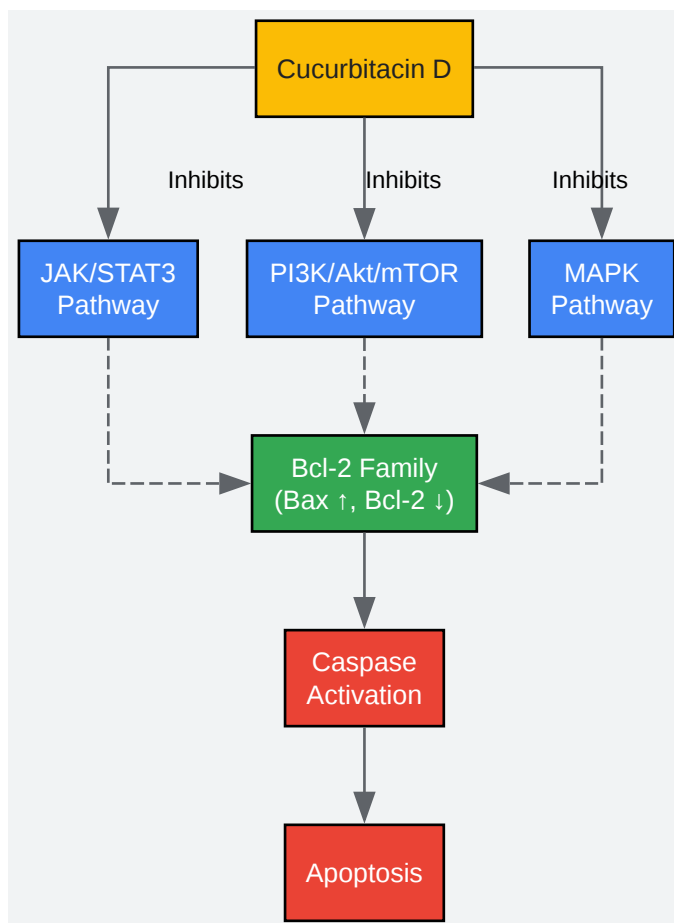 Cucurbitacin D
Inhibits
Inhibits
Inhibits
JAK/STAT3
Pathway
PI3K/Akt/mTOR
Pathway
MAPK
Pathway
Bcl-2 Family
(Bax ↑, Bcl-2 ↓)
Caspase
Activation
Apoptosis